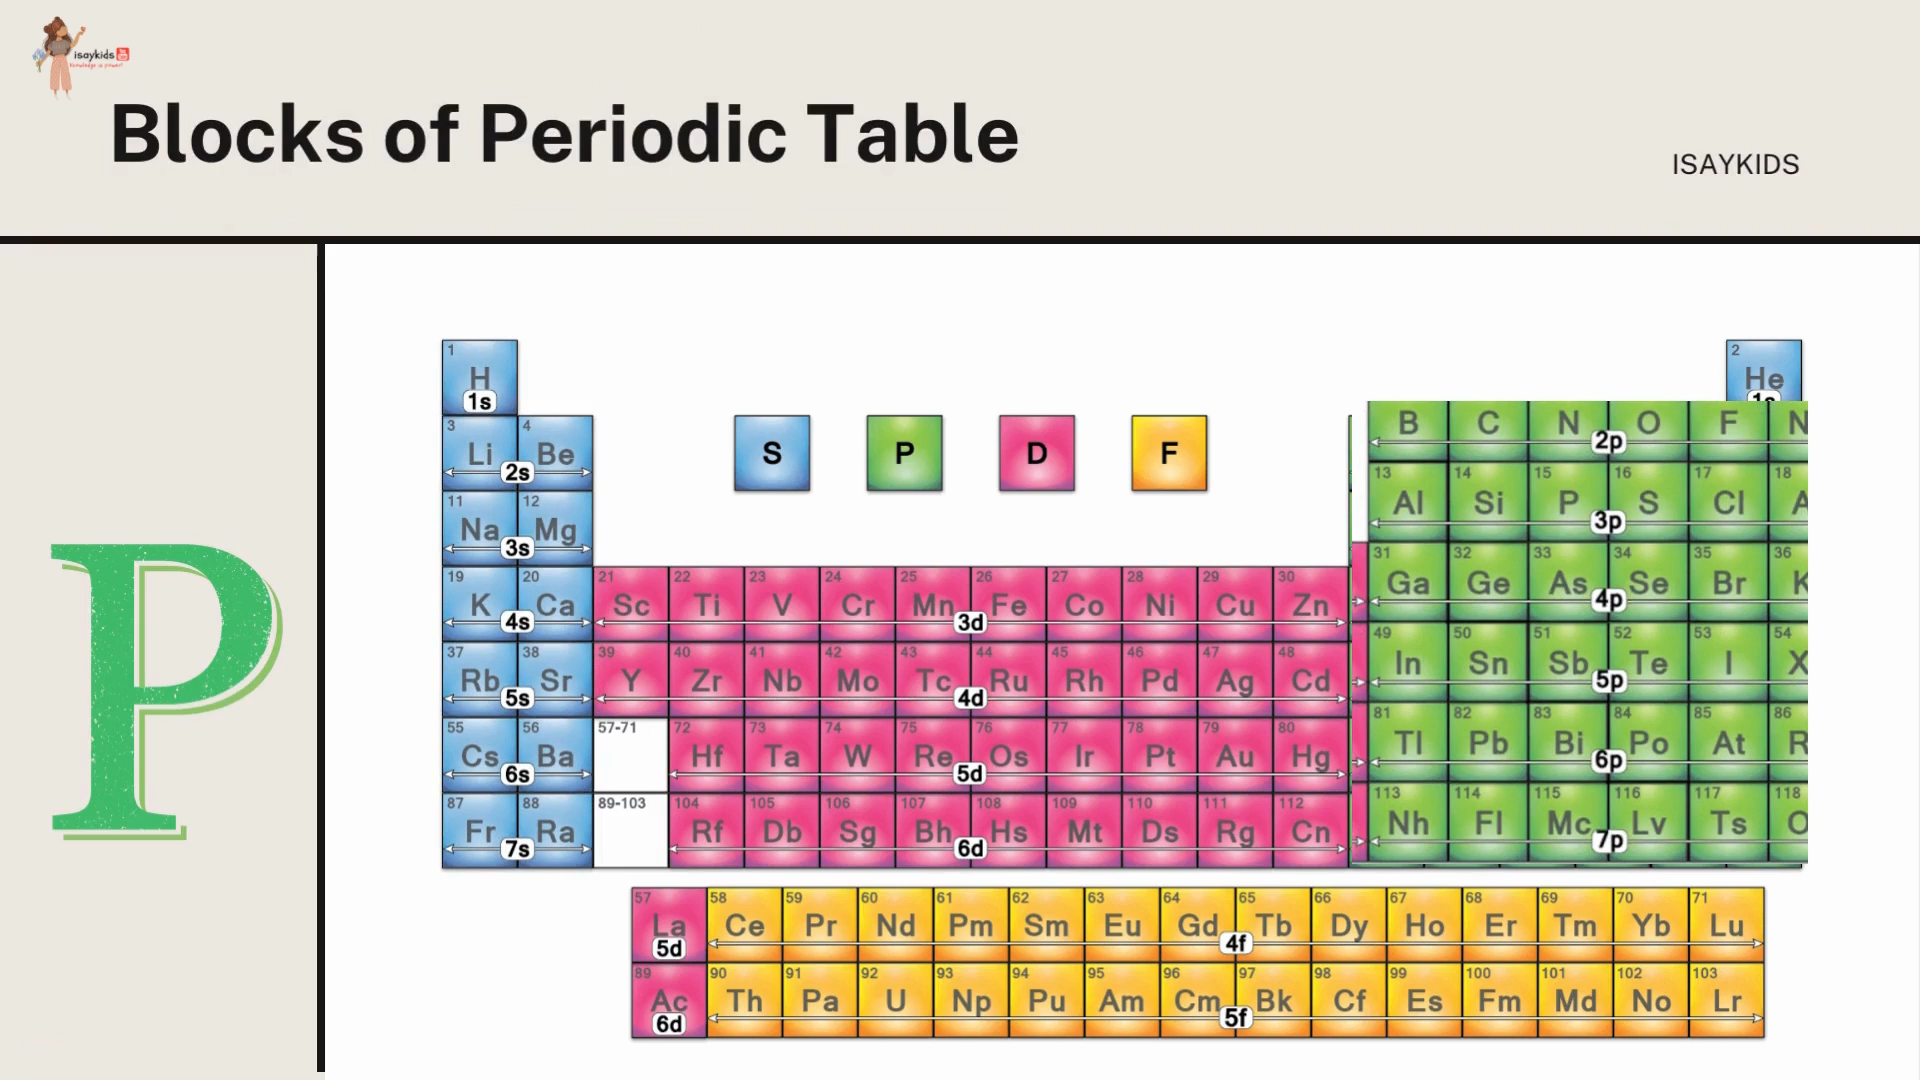 isaykids
knowledge is power!
Blocks of Periodic Table
ISAYKIDS
P
1 2
H He
1s 1s
3 4
Li Be S P D F B C N O F N
2s 2p
11 12 13 14 15 16 17 18
Na Mg Al Si P S Cl A
3s 3p
19 20 21 22 23 24 25 26 27 28 29 30 31 32 33 34 35 36
K Ca Sc Ti V Cr Mn Fe Co Ni Cu Zn Ga Ge As Se Br K
4s 3d 4p
37 38 39 40 41 42 43 44 45 46 47 48 49 50 51 52 53 54
Rb Sr Y Zr Nb Mo Tc Ru Rh Pd Ag Cd In Sn Sb Te I X
5s 4d 5p
55 56 57-71 72 73 74 75 76 77 78 79 80 81 82 83 84 85 86
Cs Ba Hf Ta W Re Os Ir Pt Au Hg Tl Pb Bi Po At R
6s 5d 6p
87 88 89-103 104 105 106 107 108 109 110 111 112 113 114 115 116 117 118
Fr Ra Rf Db Sg Bh Hs Mt Ds Rg Cn Nh Fl Mc Lv Ts O
7s 6d 7p
57 58 59 60 61 62 63 64 65 66 67 68 69 70 71
La Ce Pr Nd Pm Sm Eu Gd Tb Dy Ho Er Tm Yb Lu
5d 4f
89 90 91 92 93 94 95 96 97 98 99 100 101 102 103
Ac Th Pa U Np Pu Am Cm Bk Cf Es Fm Md No Lr
6d 5f